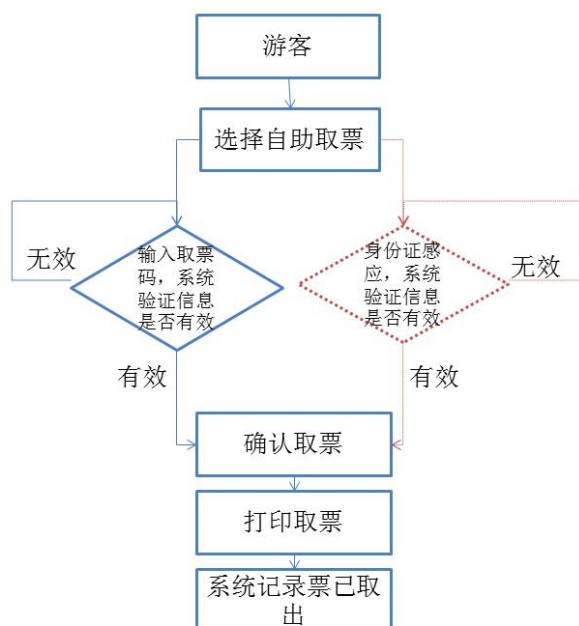 游客
选择自助取票
无效
输入取票
码，系统
验证信息
是否有效
身份证感
应，系统
验证信息
是否有效
无效
有效
有效
确认取票
打印取票
系统记录票已取
出